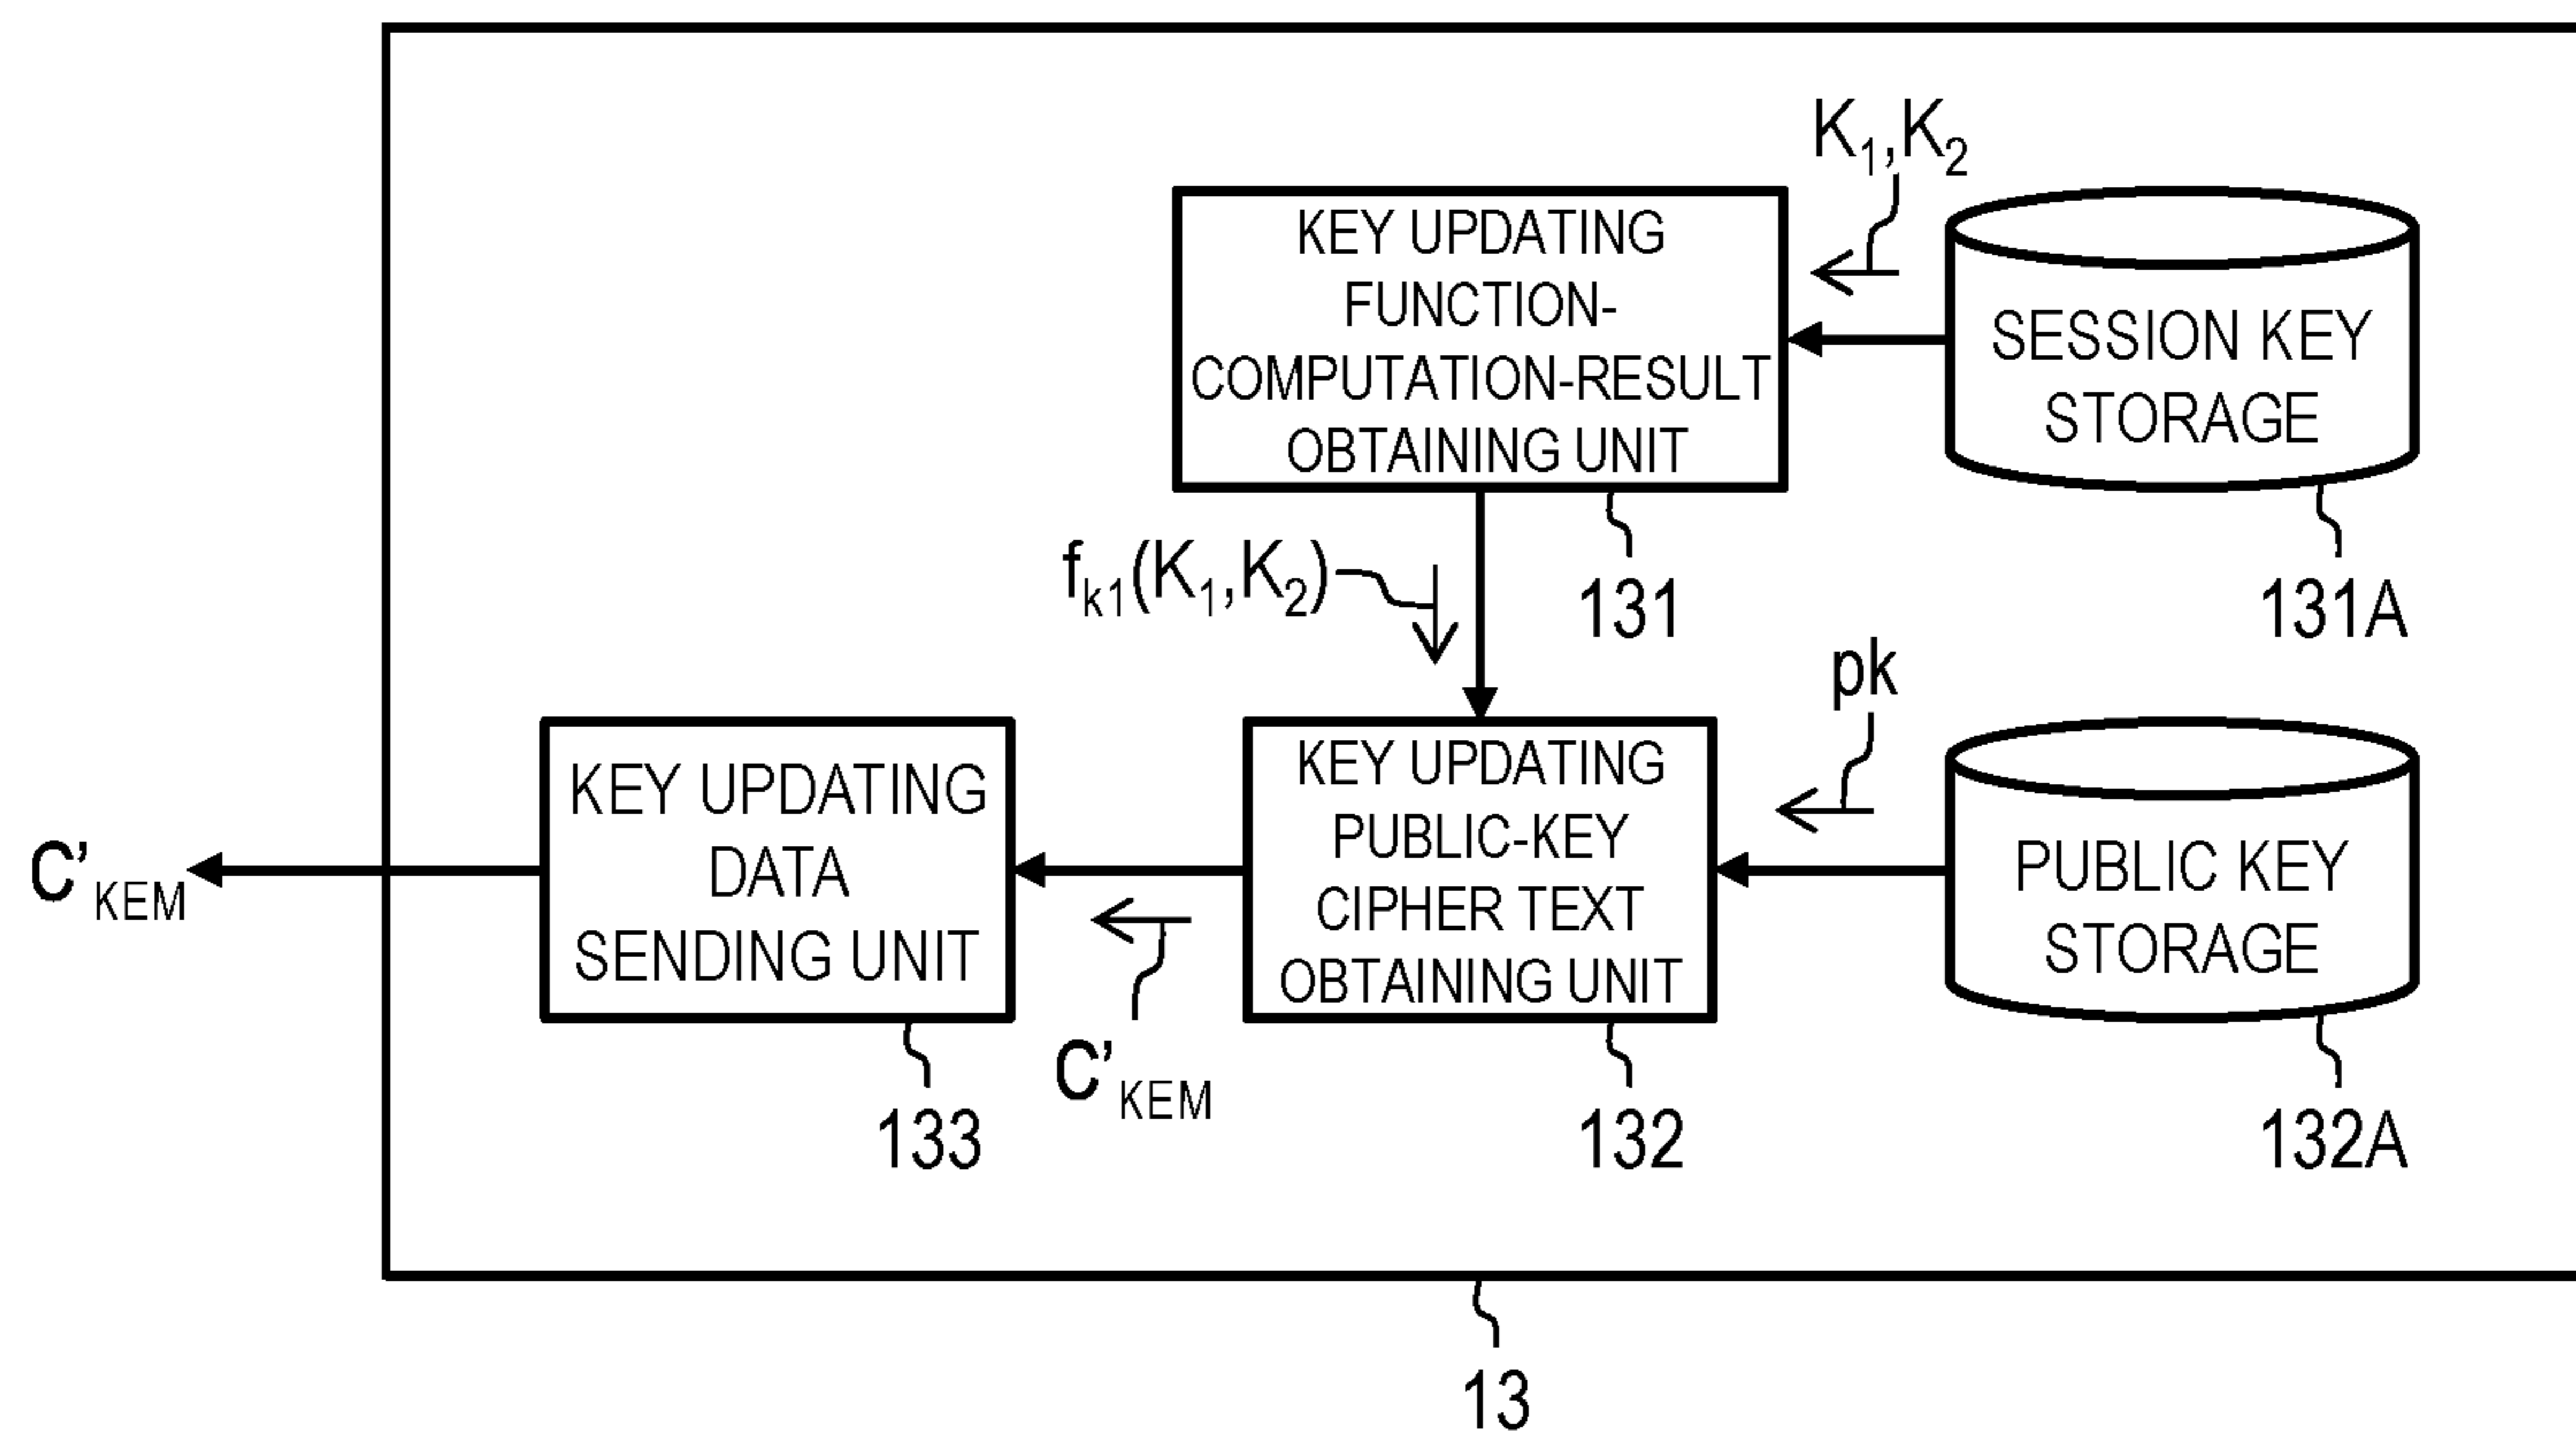 K1,K2
KEY UPDATING
FUNCTION-
COMPUTATION-RESULT
OBTAINING UNIT
SESSION KEY
STORAGE
fk1(K1,K2)
131
131A
pk
KEY UPDATING
DATA
SENDING UNIT
KEY UPDATING
PUBLIC-KEY
CIPHER TEXT
OBTAINING UNIT
PUBLIC KEY
STORAGE
C'KEM
C'KEM
133
132
132A
13